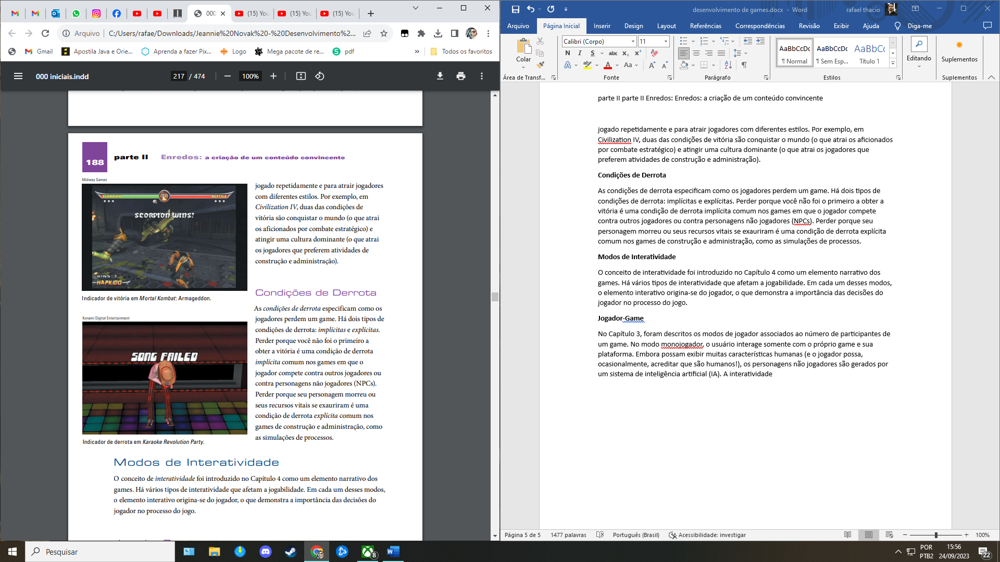 (15) You
(15) You
(15) You
000
Arquivo
C:/Users/rafae/Downloads/Jeannie%20Novak%20-%20Desenvolvimento%2...
Gmail
Apostila Java e Orie...
Aprenda a fazer Pix...
Logo
Mega pacote de re...
pdf
»
Todos os favoritos
000 iniciais.indd
217 / 474
100%
188
parte II Enredos: a criação de um conteúdo convincente
Midway Games
SCORPION
70
REPTILE
SCORPION WINS!
WINS: 1
HAPKIDO
Indicador de vitória em Mortal Kombat: Armageddon.
Konami Digital Entertainment
SONG FAILED
Indicador de derrota em Karaoke Revolution Party.
jogado repetidamente e para atrair jogadores
com diferentes estilos. Por exemplo, em
Civilization IV, duas das condições de
vitória são conquistar o mundo (o que atrai
os aficionados por combate estratégico) e
atingir uma cultura dominante (o que atrai
os jogadores que preferem atividades de
construção e administração).
Condições de Derrota
As condições de derrota especificam como os
jogadores perdem um game. Há dois tipos de
condições de derrota: implícitas e explícitas.
Perder porque você não foi o primeiro a
obter a vitória é uma condição de derrota
implícita comum nos games em que o
jogador compete contra outros jogadores ou
contra personagens não jogadores (NPCs).
Perder porque seu personagem morreu ou
seus recursos vitais se exauriram é uma
condição de derrota explícita comum nos
games de construção e administração, como
as simulações de processos.
Modos de Interatividade
O conceito de interatividade foi introduzido no Capítulo 4 como um elemento narrativo dos
games. Há vários tipos de interatividade que afetam a jogabilidade. Em cada um desses modos,
o elemento interativo origina-se do jogador, o que demonstra a importância das decisões do
jogador no processo do jogo.
desenvolvimento de games.docx - Word
rafael thacio
Arquivo
Página Inicial
Inserir
Design
Layout
Referências
Correspondências
Revisão
Exibir
Ajuda
Diga-me
Colar
Calibri (Corpo)
11
N I S abc x₂ x²
A aby A Aa A A
AaBbCcDc
AaBbCcDc
AaBbCc
¶ Normal
¶ Sem Esp...
Título 1
Editando
Suplementos
Área de Transf...
Fonte
Parágrafo
Estilos
Suplementos
parte II parte II Enredos: Enredos: a criação de um conteúdo convincente
jogado repetidamente e para atrair jogadores com diferentes estilos. Por exemplo, em
Civilization IV, duas das condições de vitória são conquistar o mundo (o que atrai os aficionados
por combate estratégico) e atingir uma cultura dominante (o que atrai os jogadores que
preferem atividades de construção e administração).
Condições de Derrota
As condições de derrota especificam como os jogadores perdem um game. Há dois tipos de
condições de derrota: implícitas e explícitas. Perder porque você não foi o primeiro a obter a
vitória é uma condição de derrota implícita comum nos games em que o jogador compete
contra outros jogadores ou contra personagens não jogadores (NPCs). Perder porque seu
personagem morreu ou seus recursos vitais se exauriram é uma condição de derrota explícita
comum nos games de construção e administração, como as simulações de processos.
Modos de Interatividade
O conceito de interatividade foi introduzido no Capítulo 4 como um elemento narrativo dos
games. Há vários tipos de interatividade que afetam a jogabilidade. Em cada um desses modos,
o elemento interativo origina-se do jogador, o que demonstra a importância das decisões do
jogador no processo do jogo.
Jogador-Game
No Capítulo 3, foram descritos os modos de jogador associados ao número de participantes de
um game. No modo monojogador, o usuário interage somente com o próprio game e sua
plataforma. Embora possam exibir muitas características humanas (e o jogador possa,
ocasionalmente, acreditar que são humanos!), os personagens não jogadores são gerados por
um sistema de inteligência artificial (IA). A interatividade
Página 5 de 5
1477 palavras
Português (Brasil)
Acessibilidade: investigar
100%
Pesquisar
8
POR
PTB2
15:56
24/09/2023
22